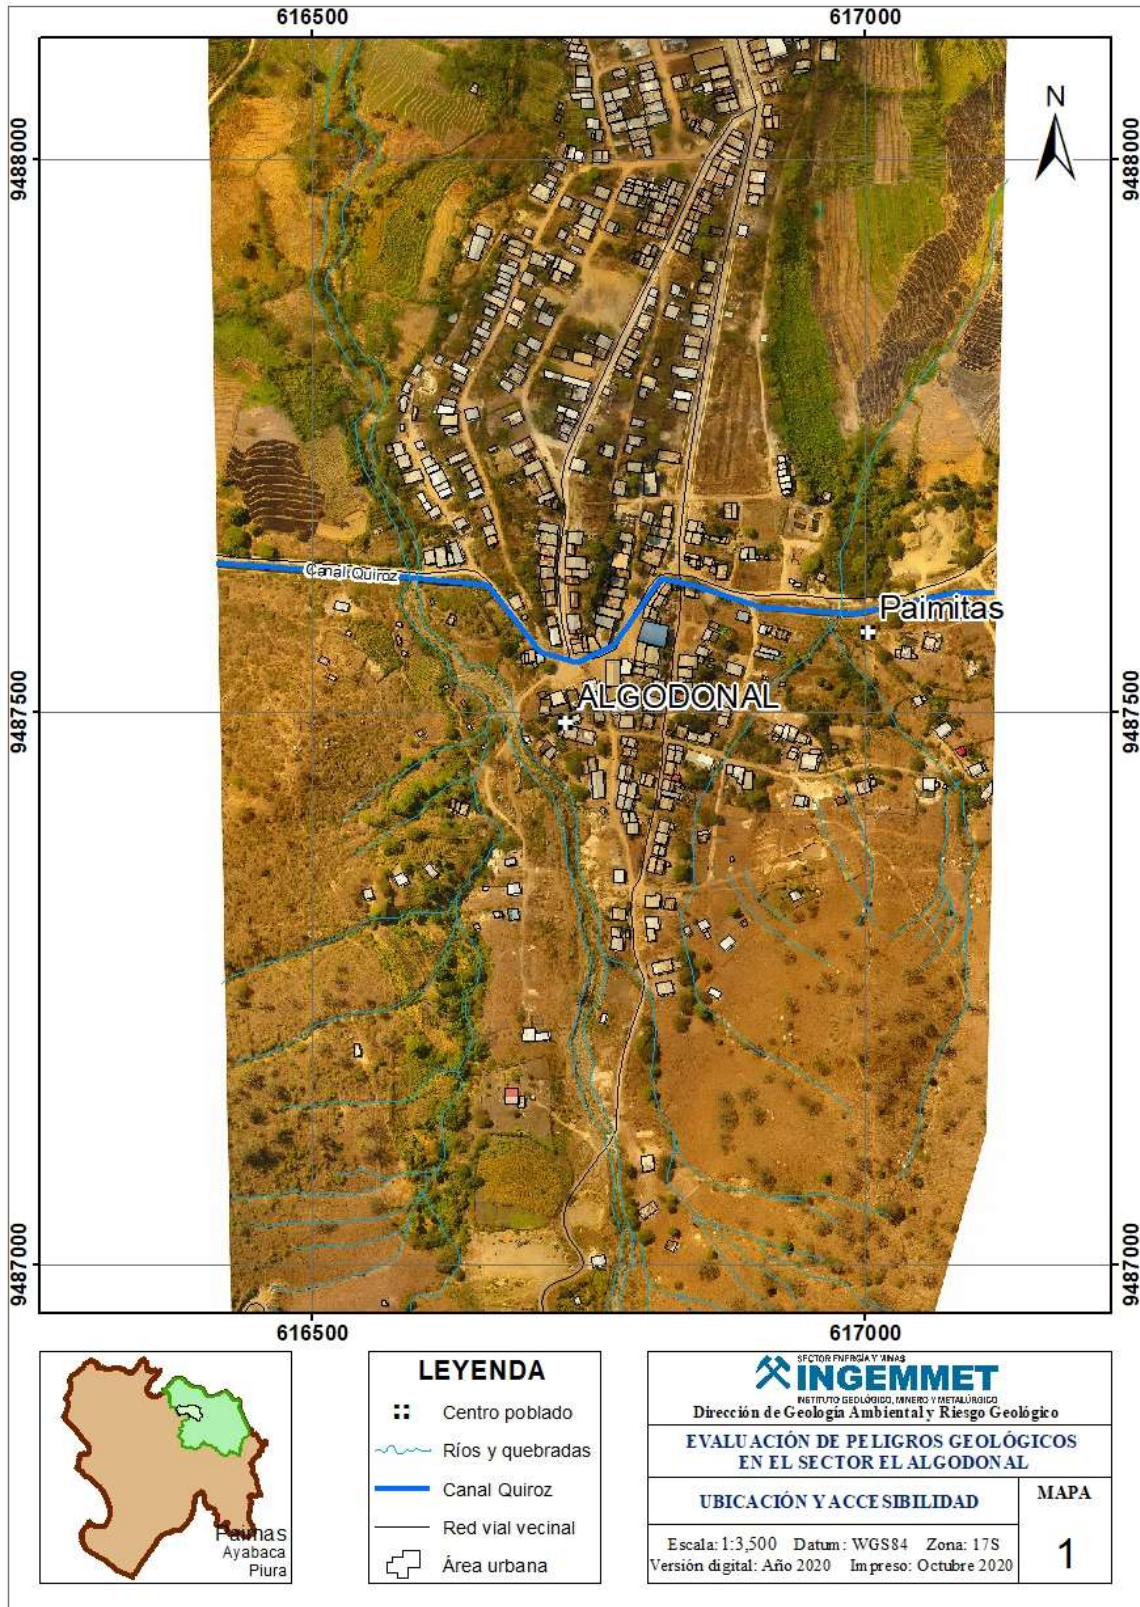 616500
617000
N
9488000
9488000
Canal Quiroz
Paimitas
ALGODONAL
9487500
9487500
9487000
9487000
616500
617000
Paimas
Ayabaca
Piura
LEYENDA
Centro poblado
Ríos y quebradas
Canal Quiroz
Red vial vecinal
Área urbana
SECTOR ENERGÍA Y MINAS
INGEMMET
INSTITUTO GEOLÓGICO, MINERO Y METALÚRGICO
Dirección de Geología Ambiental y Riesgo Geológico
EVALUACIÓN DE PELIGROS GEOLÓGICOS
EN EL SECTOR EL ALGODONAL
UBICACIÓN Y ACCESIBILIDAD
MAPA
1
Escala: 1:3,500 Datum: WGS84 Zona: 17S
Versión digital: Año 2020 Impreso: Octubre 2020